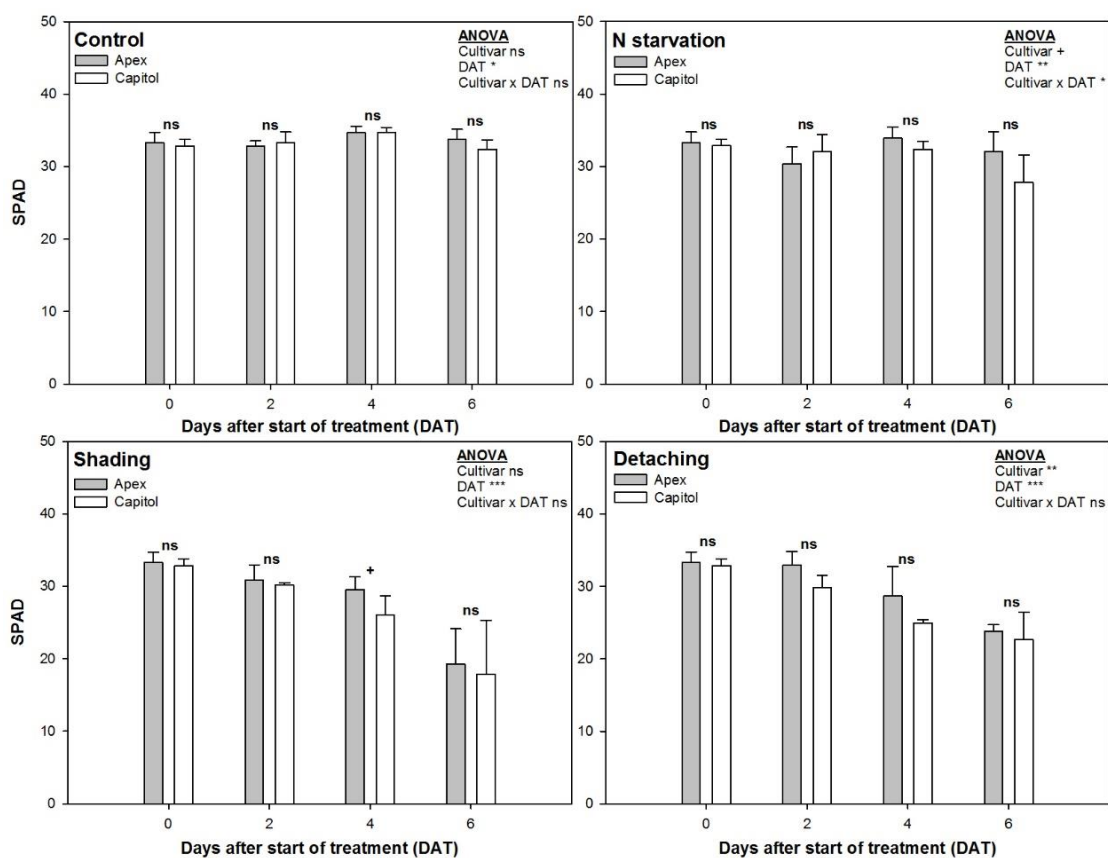 Control
Apex
Capitol
ANOVA
Cultivar ns
DAT *
Cultivar x DAT ns
SPAD
50
40
30
20
10
0
ns ns ns ns
0 2 4 6
Days after start of treatment (DAT)
N starvation
Apex
Capitol
ANOVA
Cultivar +
DAT **
Cultivar x DAT *
50
40
30
20
10
0
ns ns ns ns
0 2 4 6
Days after start of treatment (DAT)
Shading
Apex
Capitol
ANOVA
Cultivar ns
DAT ***
Cultivar x DAT ns
SPAD
50
40
30
20
10
0
ns ns + ns
0 2 4 6
Days after start of treatment (DAT)
Detaching
Apex
Capitol
ANOVA
Cultivar **
DAT ***
Cultivar x DAT ns
50
40
30
20
10
0
ns ns ns ns
0 2 4 6
Days after start of treatment (DAT)